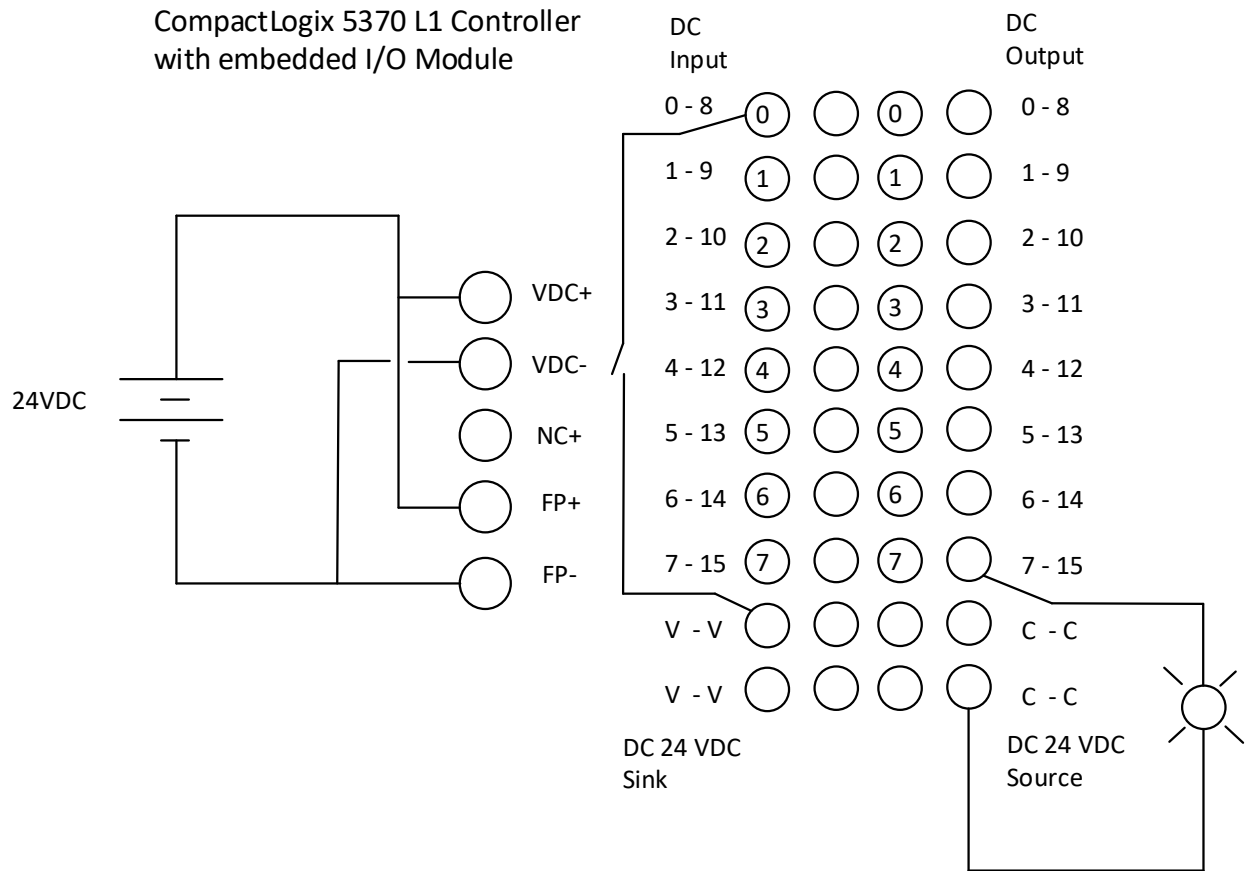 CompactLogix 5370 L1 Controller
with embedded I/O Module
DC
Input
DC
Output
0 - 8
0
0
0 - 8
1 - 9
1
1
1 - 9
2 - 10
2
2
2 - 10
3 - 11
3
3
3 - 11
4 - 12
4
4
4 - 12
5 - 13
5
5
5 - 13
6 - 14
6
6
6 - 14
7 - 15
7
7
7 - 15
V - V
C - C
V - V
C - C
DC 24 VDC
Sink
DC 24 VDC
Source
24VDC
VDC+
VDC-
NC+
FP+
FP-